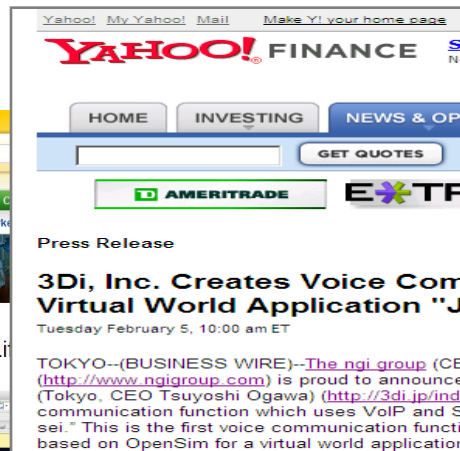 Yahoo! My Yahoo! Mail Make Y! your home page
YAHOO! FINANCE
HOME INVESTING NEWS & OP
GET QUOTES
TD AMERITRADE E*TR
Press Release
3Di, Inc. Creates Voice Com
Virtual World Application "J
Tuesday February 5, 10:00 am ET
TOKYO--(BUSINESS WIRE)--The ngi group (CE
(http://www.ngigroup.com) is proud to announce
(Tokyo, CEO Tsuyoshi Ogawa) (http://3di.jp/ind
communication function which uses VoIP and S
sei." This is the first voice communication functi
based on OpenSim for a virtual world application